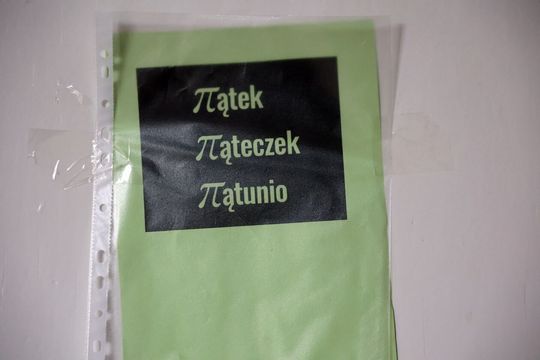 πątek
πąteczek
πątunio